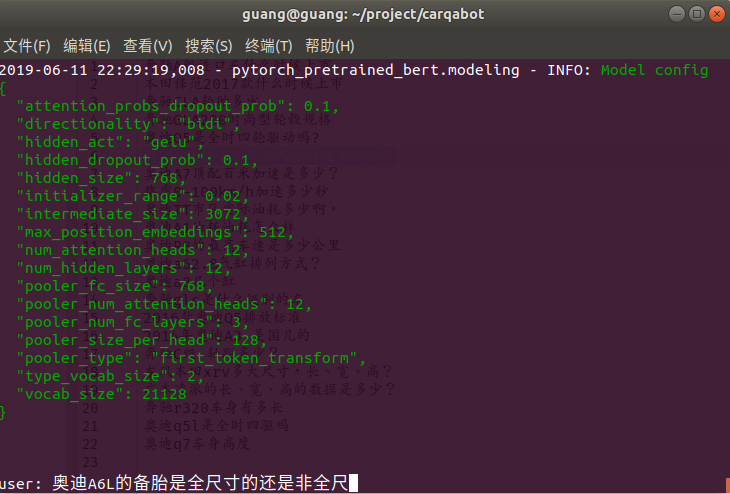 guang@guang: ~/project/carqabot
文件(F) 编辑(E) 查看(V) 搜索(S) 终端(T) 帮助(H)
2019-06-11 22:29:19,008 - pytorch_pretrained_bert.modeling - INFO: Model config
{
"attention_probs_dropout_prob": 0.1,
"directionality": "bidi",
"hidden_act": "gelu",
"hidden_dropout_prob": 0.1,
"hidden_size": 768,
"initializer_range": 0.02,
"intermediate_size": 3072,
"max_position_embeddings": 512,
"num_attention_heads": 12,
"num_hidden_layers": 12,
"pooler_fc_size": 768,
"pooler_num_attention_heads": 12,
"pooler_num_fc_layers": 3,
"pooler_size_per_head": 128,
"pooler_type": "first_token_transform",
"type_vocab_size": 2,
"vocab_size": 21128
}
20 奔驰r320车身有多长
21 奥迪q5l是全时四驱吗
22 奥迪q7车身高度
23
user: 奥迪A6L的备胎是全尺寸的还是非全尺